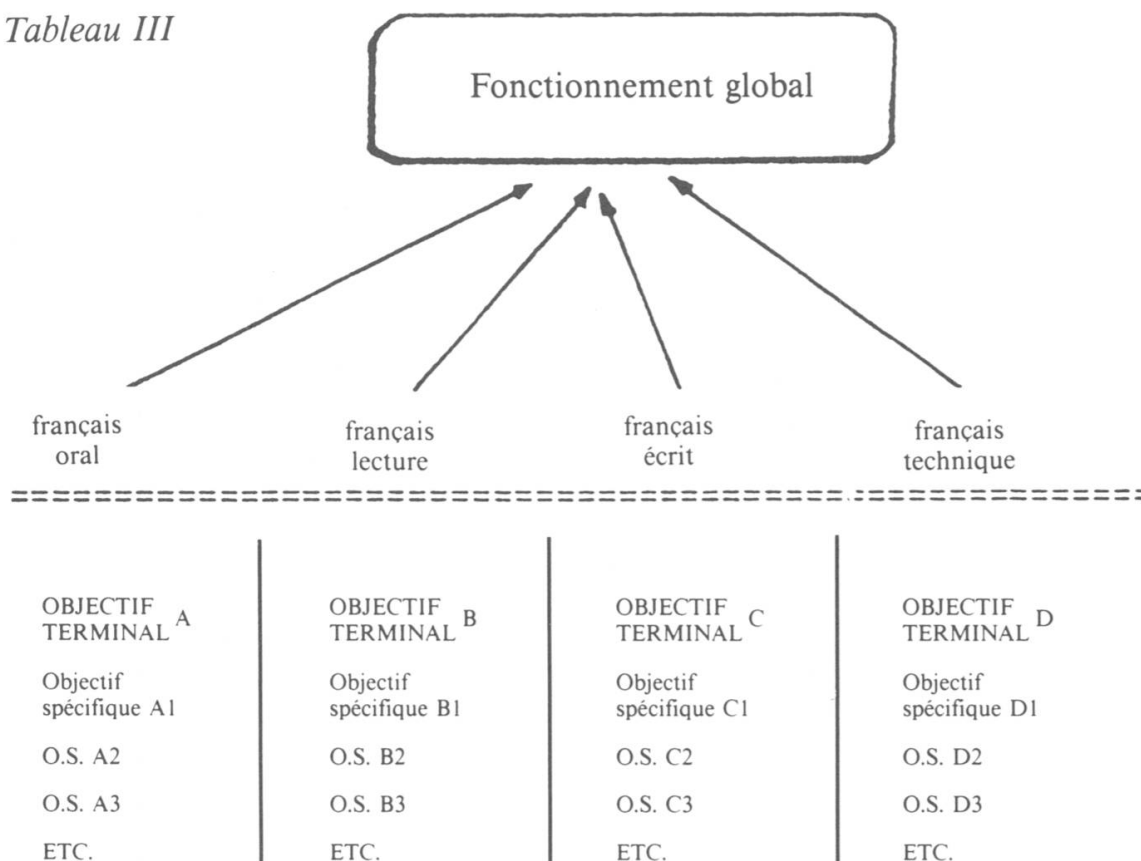 Tableau III
Fonctionnement global
français
oral
français
lecture
français
écrit
français
technique
OBJECTIF
TERMINAL A
Objectif
spécifique A1
O.S. A2
O.S. A3
ETC.
OBJECTIF
TERMINAL B
Objectif
spécifique B1
O.S. B2
O.S. B3
ETC.
OBJECTIF
TERMINAL C
Objectif
spécifique C1
O.S. C2
O.S. C3
ETC.
OBJECTIF
TERMINAL D
Objectif
spécifique D1
O.S. D2
O.S. D3
ETC.